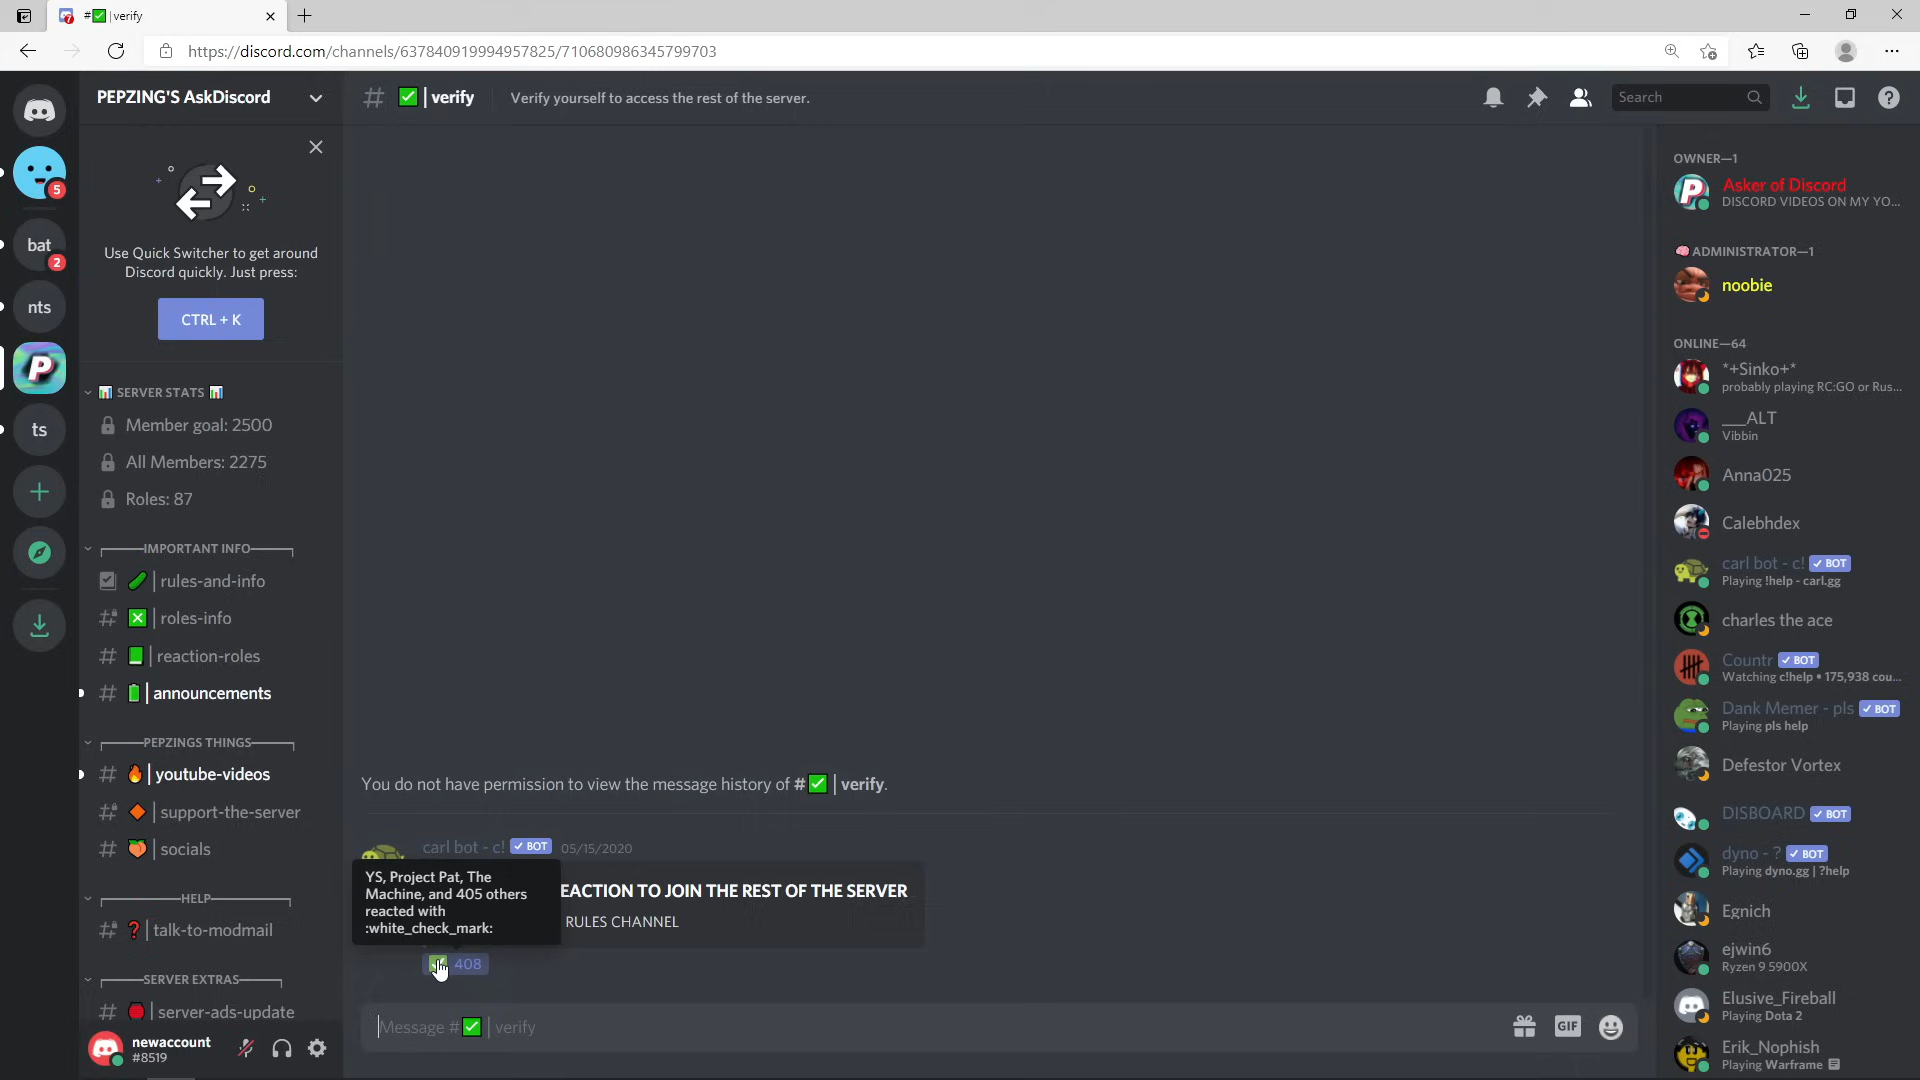 # ✅ | verify
https://discord.com/channels/637840919994957825/710680986345799703
PEPZING'S AskDiscord
# ✅ | verify
Verify yourself to access the rest of the server.
Search
5
bat
2
nts
P
ts
Use Quick Switcher to get around
Discord quickly. Just press:
CTRL + K
📊 SERVER STATS 📊
Member goal: 2500
All Members: 2275
Roles: 87
IMPORTANT INFO
| rules-and-info
| roles-info
| reaction-roles
| announcements
PEPZINGS THINGS
| youtube-videos
| support-the-server
| socials
HELP
| talk-to-modmail
SERVER EXTRAS
| server-ads-update
newaccount
#8519
You do not have permission to view the message history of #✅ | verify.
carl bot - c! ✓ BOT 05/15/2020
EACTION TO JOIN THE REST OF THE SERVER
RULES CHANNEL
YS, Project Pat, The
Machine, and 405 others
reacted with
:white_check_mark:
408
Message #✅ | verify
GIF
OWNER—1
Asker of Discord
DISCORD VIDEOS ON MY YO...
🧠ADMINISTRATOR—1
noobie
ONLINE—64
*+Sinko+*
probably playing RC:GO or Rus...
___ALT
Vibbin
Anna025
Calebhdex
carl bot - c! ✓ BOT
Playing !help - carl.gg
charles the ace
Countr ✓ BOT
Watching c!help • 175,938 cou...
Dank Memer - pls ✓ BOT
Playing pls help
Defestor Vortex
DISBOARD ✓ BOT
dyno - ? ✓ BOT
Playing dyno.gg | ?help
Egnich
ejwin6
Ryzen 9 5900X
Elusive_Fireball
Playing Dota 2
Erik_Nophish
Playing Warframe